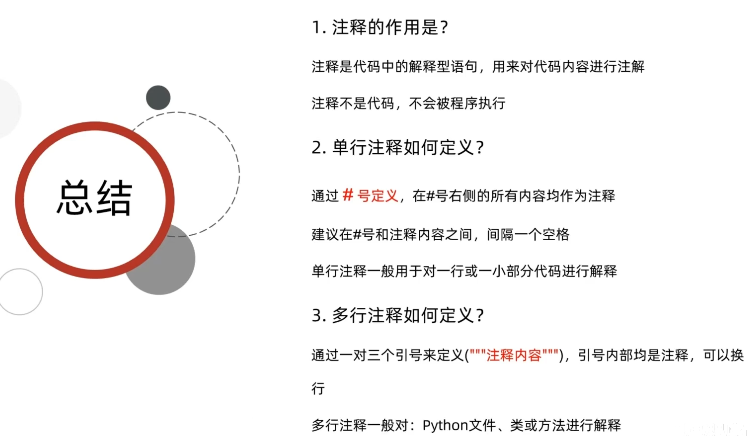 总结
1. 注释的作用是？
注释是代码中的解释型语句，用来对代码内容进行注解
注释不是代码，不会被程序执行
2. 单行注释如何定义？
通过 # 号定义，在#号右侧的所有内容均作为注释
建议在#号和注释内容之间，间隔一个空格
单行注释一般用于对一行或一小部分代码进行解释
3. 多行注释如何定义？
通过一对三个引号来定义("""注释内容""")，引号内部均是注释，可以换
行
多行注释一般对：Python文件、类或方法进行解释